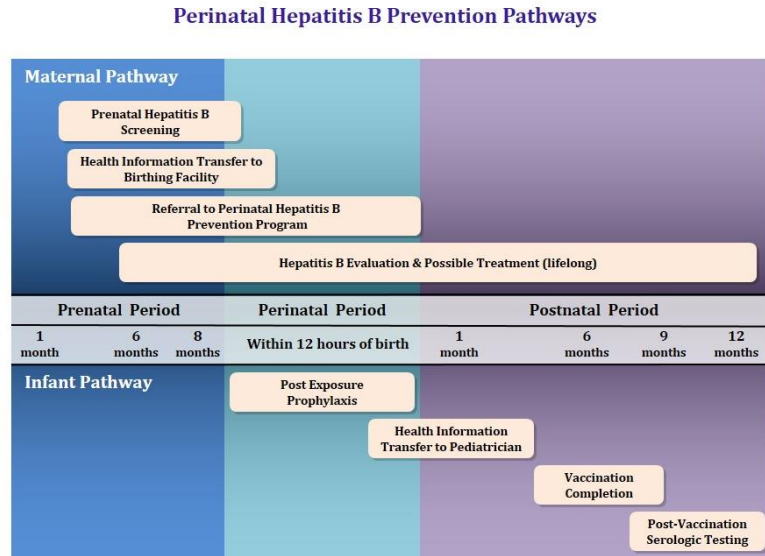 Perinatal Hepatitis B Prevention Pathways
Maternal Pathway
Prenatal Hepatitis B
Screening
Health Information Transfer to
Birthing Facility
Referral to Perinatal Hepatitis B
Prevention Program
Hepatitis B Evaluation & Possible Treatment (lifelong)
Prenatal Period
Perinatal Period
Postnatal Period
1
month
6
months
8
months
Within 12 hours of birth
1
month
6
months
9
months
12
months
Infant Pathway
Post Exposure
Prophylaxis
Health Information
Transfer to Pediatrician
Vaccination
Completion
Post-Vaccination
Serologic Testing